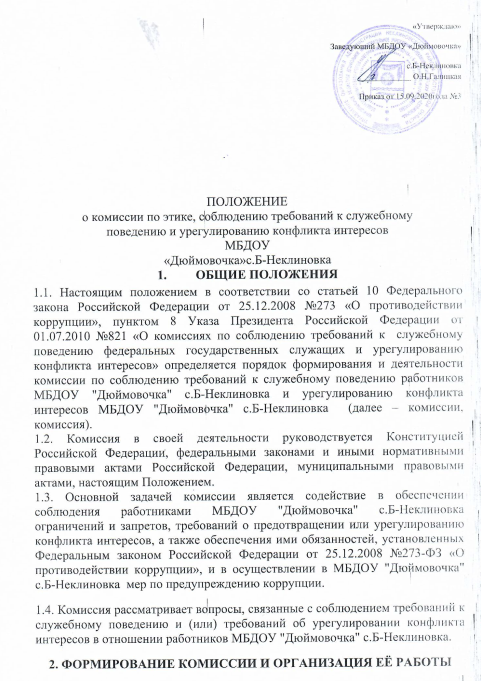 «Утверждаю»
Заведующий МБДОУ «Дюймовочка»
с.Б-Неклиновка
О.Н.Галицкая
Приказ от 15.09.2020года №3
ПОЛОЖЕНИЕ
о комиссии по этике, соблюдению требований к служебному
поведению и урегулированию конфликта интересов
МБДОУ
«Дюймовочка»с.Б-Неклиновка
1. ОБЩИЕ ПОЛОЖЕНИЯ
1.1. Настоящим положением в соответствии со статьей 10 Федерального
закона Российской Федерации от 25.12.2008 №273 «О противодействии
коррупции», пунктом 8 Указа Президента Российской Федерации от
01.07.2010 №821 «О комиссиях по соблюдению требований к служебному
поведению федеральных государственных служащих и урегулированию
конфликта интересов» определяется порядок формирования и деятельности
комиссии по соблюдению требований к служебному поведению работников
МБДОУ "Дюймовочка" с.Б-Неклиновка и урегулированию конфликта
интересов МБДОУ "Дюймовочка" с.Б-Неклиновка (далее – комиссии,
комиссия).
1.2. Комиссия в своей деятельности руководствуется Конституцией
Российской Федерации, федеральными законами и иными нормативными
правовыми актами Российской Федерации, муниципальными правовыми
актами, настоящим Положением.
1.3. Основной задачей комиссии является содействие в обеспечении
соблюдения работниками МБДОУ "Дюймовочка" с.Б-Неклиновка
ограничений и запретов, требований о предотвращении или урегулированию
конфликта интересов, а также обеспечения ими обязанностей, установленных
Федеральным законом Российской Федерации от 25.12.2008 №273-ФЗ «О
противодействии коррупции», и в осуществлении в МБДОУ "Дюймовочка"
с.Б-Неклиновка мер по предупреждению коррупции.
1.4. Комиссия рассматривает вопросы, связанные с соблюдением требований к
служебному поведению и (или) требований об урегулировании конфликта
интересов в отношении работников МБДОУ "Дюймовочка" с.Б-Неклиновка.
2. ФОРМИРОВАНИЕ КОМИССИИ И ОРГАНИЗАЦИЯ ЕЁ РАБОТЫ